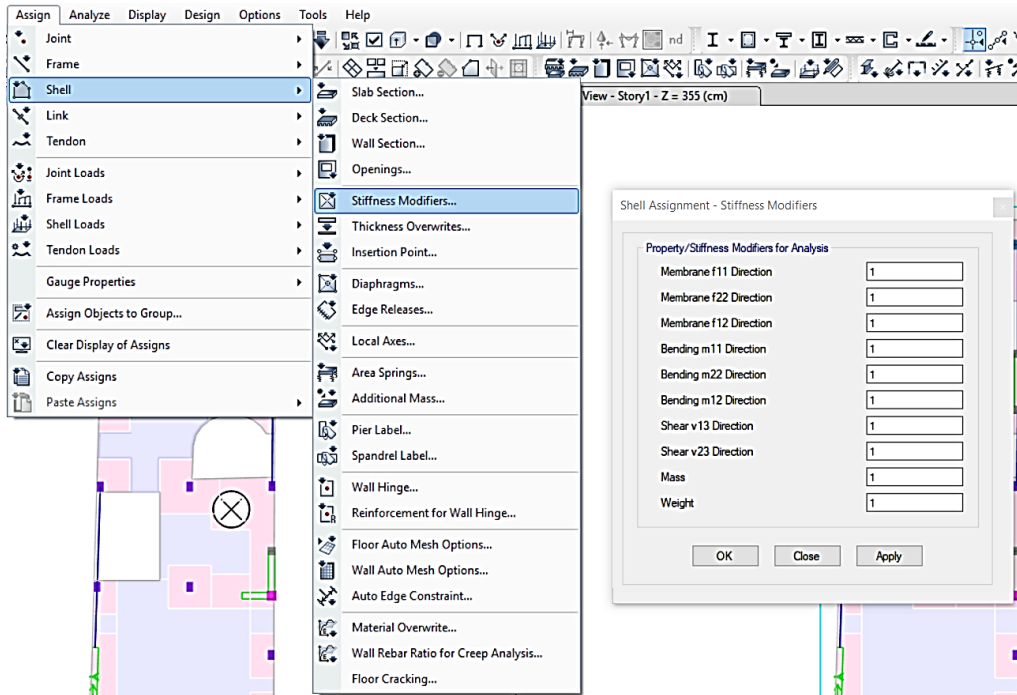 Assign Analyze Display Design Options Tools Help
Joint
Frame
Shell
Link
Tendon
Joint Loads
Frame Loads
Shell Loads
Tendon Loads
Gauge Properties
Assign Objects to Group...
Clear Display of Assigns
Copy Assigns
Paste Assigns
nd
Slab Section...
Deck Section...
Wall Section...
Openings...
Stiffness Modifiers...
Thickness Overwrites...
Insertion Point...
Diaphragms...
Edge Releases...
Local Axes...
Area Springs...
Additional Mass...
Pier Label...
Spandrel Label...
Wall Hinge...
Reinforcement for Wall Hinge...
Floor Auto Mesh Options...
Wall Auto Mesh Options...
Auto Edge Constraint...
Material Overwrite...
Wall Rebar Ratio for Creep Analysis...
Floor Cracking...
View - Story1 - Z = 355 (cm)
Shell Assignment - Stiffness Modifiers
Property/Stiffness Modifiers for Analysis
Membrane f11 Direction 1
Membrane f22 Direction 1
Membrane f12 Direction 1
Bending m11 Direction 1
Bending m22 Direction 1
Bending m12 Direction 1
Shear v13 Direction 1
Shear v23 Direction 1
Mass 1
Weight 1
OK Close Apply